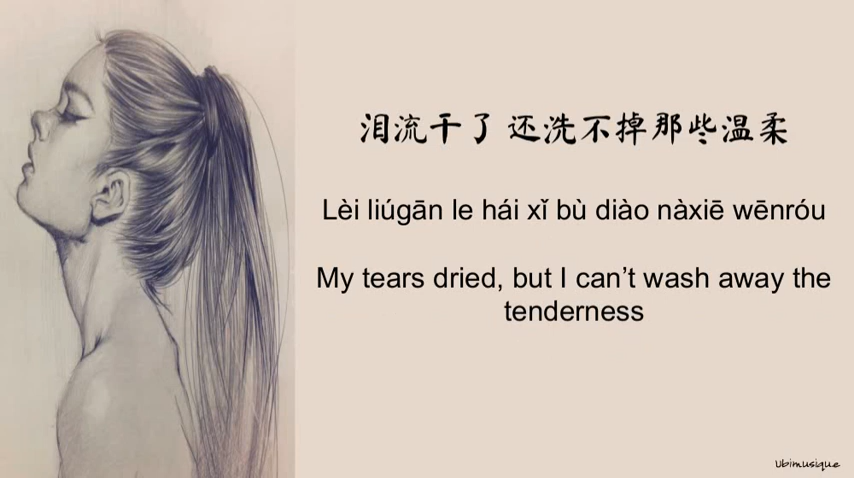 泪流干了 还洗不掉那些温柔
Lèi liúgān le hái xǐ bù diào nàxiē wēnróu
My tears dried, but I can’t wash away the
tenderness
Ubimusique